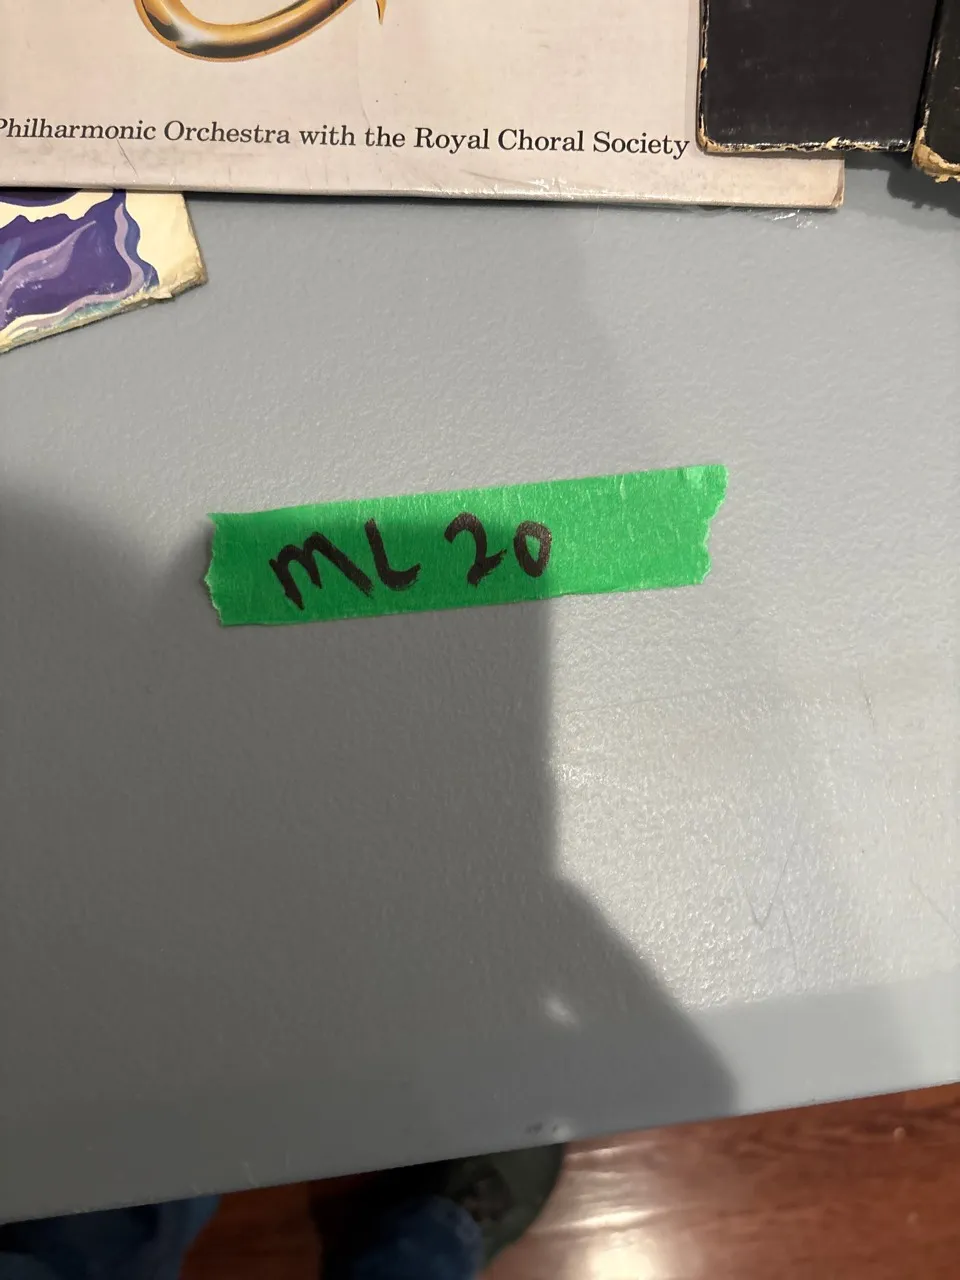 Philharmonic Orchestra with the Royal Choral Society
ML 20